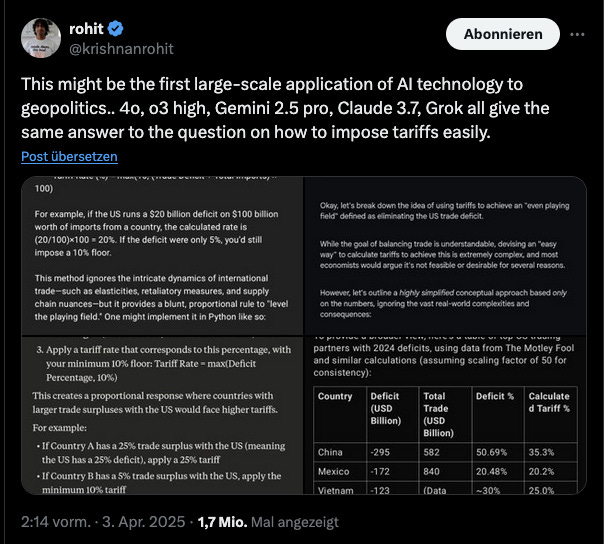 rohit
@krishnanrohit
Abonnieren
This might be the first large-scale application of AI technology to
geopolitics.. 4o, o3 high, Gemini 2.5 pro, Claude 3.7, Grok all give the
same answer to the question on how to impose tariffs easily.
Post übersetzen
100)
For example, if the US runs a $20 billion deficit on $100 billion
worth of imports from a country, the calculated rate is
(20/100)×100 = 20%. If the deficit were only 5%, you'd still
impose a 10% floor.
This method ignores the intricate dynamics of international
trade—such as elasticities, retaliatory measures, and supply
chain nuances—but it provides a blunt, proportional rule to "level
the playing field." One might implement it in Python like so:
Okay, let's break down the idea of using tariffs to achieve an "even playing
field" defined as eliminating the US trade deficit.
While the goal of balancing trade is understandable, devising an "easy
way" to calculate tariffs to achieve this is extremely complex, and most
economists would argue it's not feasible or desirable for several reasons.
However, let's outline a highly simplified conceptual approach based only
on the numbers, ignoring the vast real-world complexities and
consequences:
3. Apply a tariff rate that corresponds to this percentage, with
your minimum 10% floor: Tariff Rate = max(Deficit
Percentage, 10%)
This creates a proportional response where countries with
larger trade surpluses with the US would face higher tariffs.
For example:
• If Country A has a 25% trade surplus with the US (meaning
the US has a 25% deficit), apply a 25% tariff
• If Country B has a 5% trade surplus with the US, apply the
minimum 10% tariff
partners with 2024 deficits, using data from The Motley Fool
and similar calculations (assuming scaling factor of 50 for
consistency):
Country Deficit (USD Billion) Total Trade (USD Billion) Deficit % Calculate d Tariff %
China -295 582 50.69% 35.3%
Mexico -172 840 20.48% 20.2%
Vietnam -123 (Data ~30% 25.0%
2:14 vorm. · 3. Apr. 2025 · 1,7 Mio. Mal angezeigt